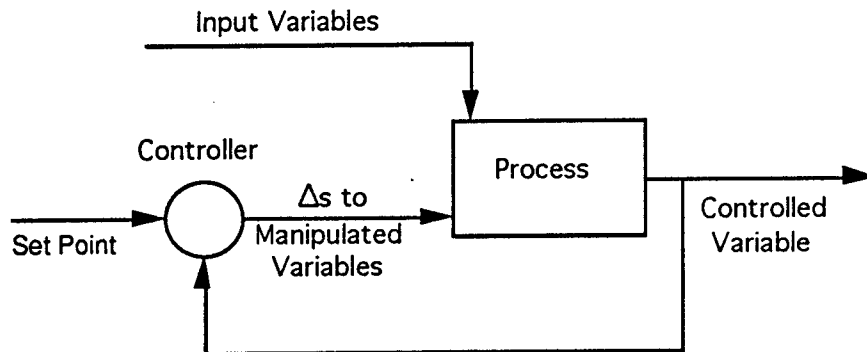 Input Variables
Controller
Process
Δs to
Manipulated
Variables
Set Point
Controlled
Variable